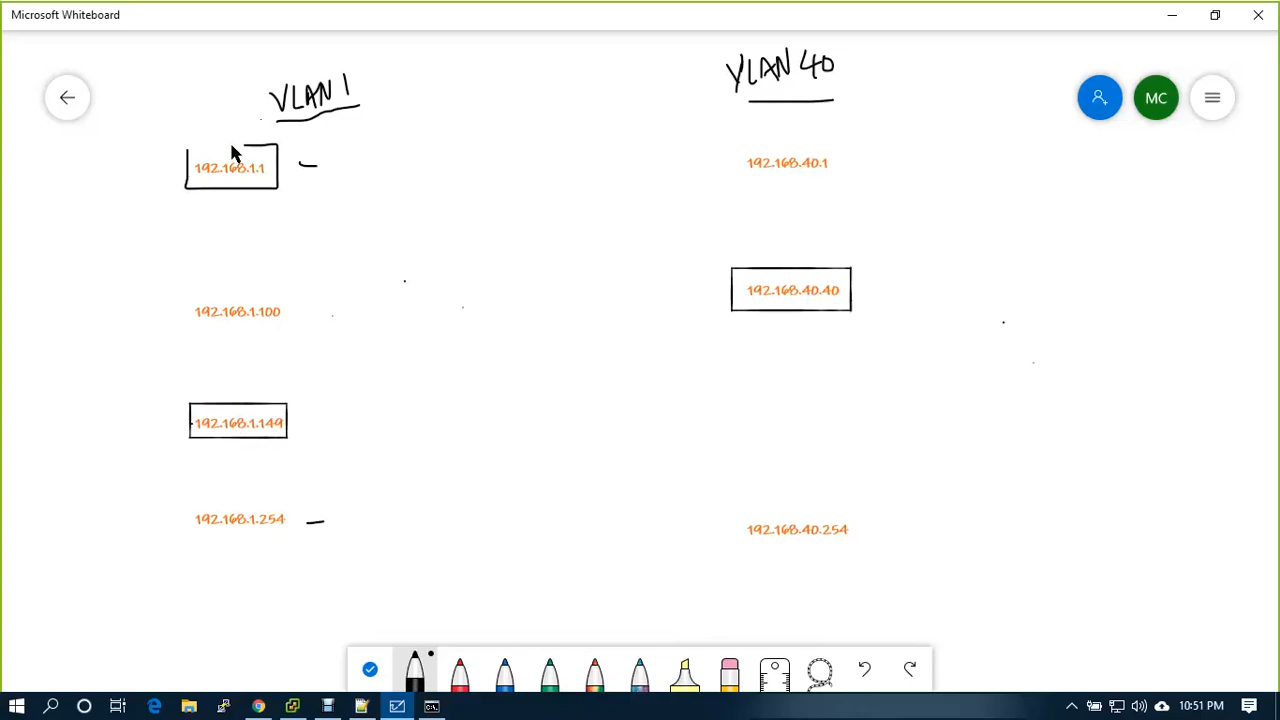 Microsoft Whiteboard
VLAN 1
VLAN 40
MC
192.168.1.1
192.168.40.1
192.168.1.100
192.168.40.40
192.168.1.149
192.168.1.254
192.168.40.254
10:51 PM